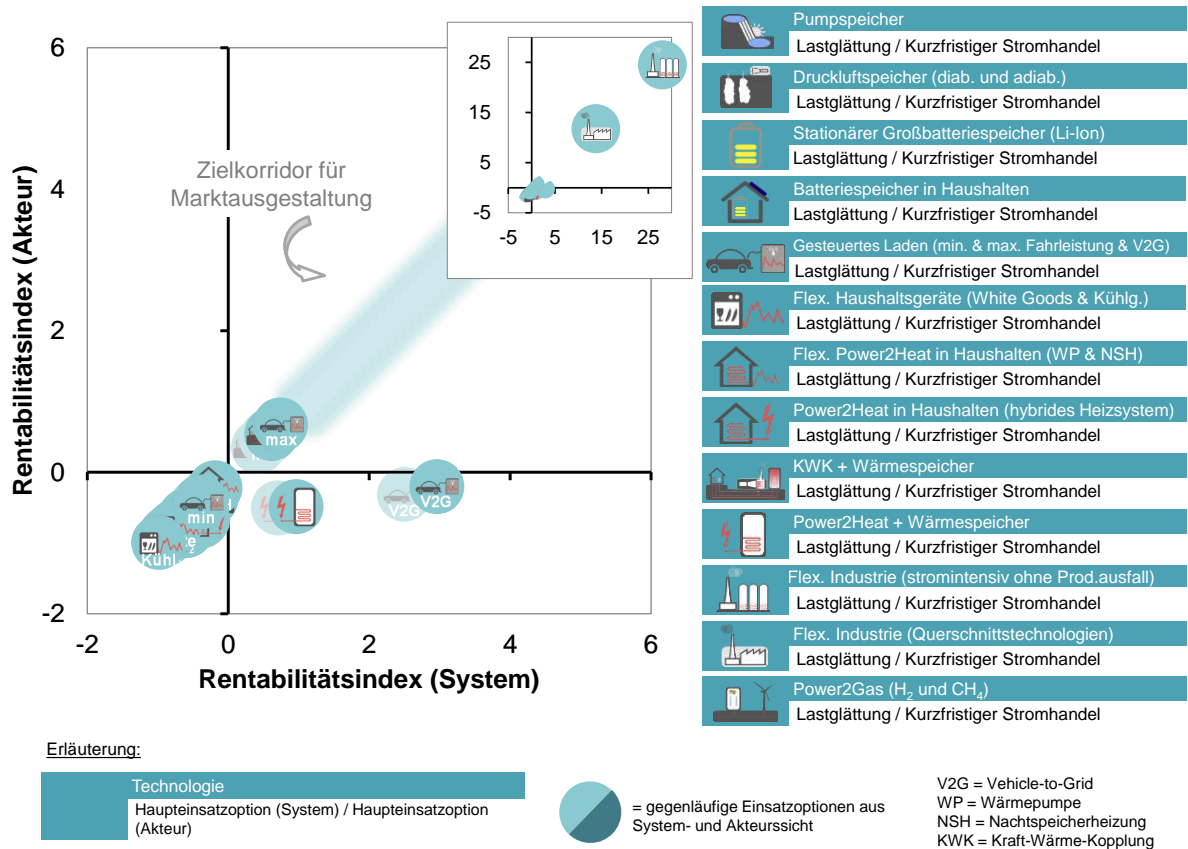 6
4
2
0
-2
-2
0
2
4
6
Rentabilitätsindex (Akteur)
Rentabilitätsindex (System)
Zielkorridor für
Marktausgestaltung
25
15
5
-5
-5
5
15
25
max
min
Kühl.
V2G
V2G
Pumpspeicher
Lastglättung / Kurzfristiger Stromhandel
Druckluftspeicher (diab. und adiab.)
Lastglättung / Kurzfristiger Stromhandel
Stationärer Großbatteriespeicher (Li-Ion)
Lastglättung / Kurzfristiger Stromhandel
Batteriespeicher in Haushalten
Lastglättung / Kurzfristiger Stromhandel
Gesteuertes Laden (min. & max. Fahrleistung & V2G)
Lastglättung / Kurzfristiger Stromhandel
Flex. Haushaltsgeräte (White Goods & Kühlg.)
Lastglättung / Kurzfristiger Stromhandel
Flex. Power2Heat in Haushalten (WP & NSH)
Lastglättung / Kurzfristiger Stromhandel
Power2Heat in Haushalten (hybrides Heizsystem)
Lastglättung / Kurzfristiger Stromhandel
KWK + Wärmespeicher
Lastglättung / Kurzfristiger Stromhandel
Power2Heat + Wärmespeicher
Lastglättung / Kurzfristiger Stromhandel
Flex. Industrie (stromintensiv ohne Prod.ausfall)
Lastglättung / Kurzfristiger Stromhandel
Flex. Industrie (Querschnittstechnologien)
Lastglättung / Kurzfristiger Stromhandel
Power2Gas (H₂ und CH₄)
Lastglättung / Kurzfristiger Stromhandel
Erläuterung:
Technologie
Haupteinsatzoption (System) / Haupteinsatzoption
(Akteur)
= gegenläufige Einsatzoptionen aus
System- und Akteurssicht
V2G = Vehicle-to-Grid
WP = Wärmepumpe
NSH = Nachtspeicherheizung
KWK = Kraft-Wärme-Kopplung